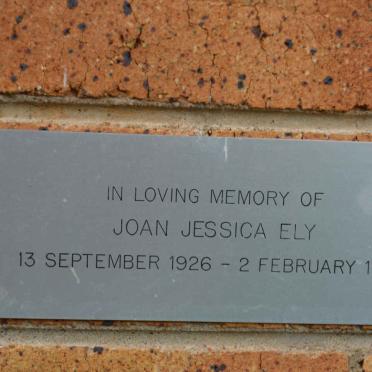 IN LOVING MEMORY OF
JOAN JESSICA ELY
13 SEPTEMBER 1926 - 2 FEBRUARY 1